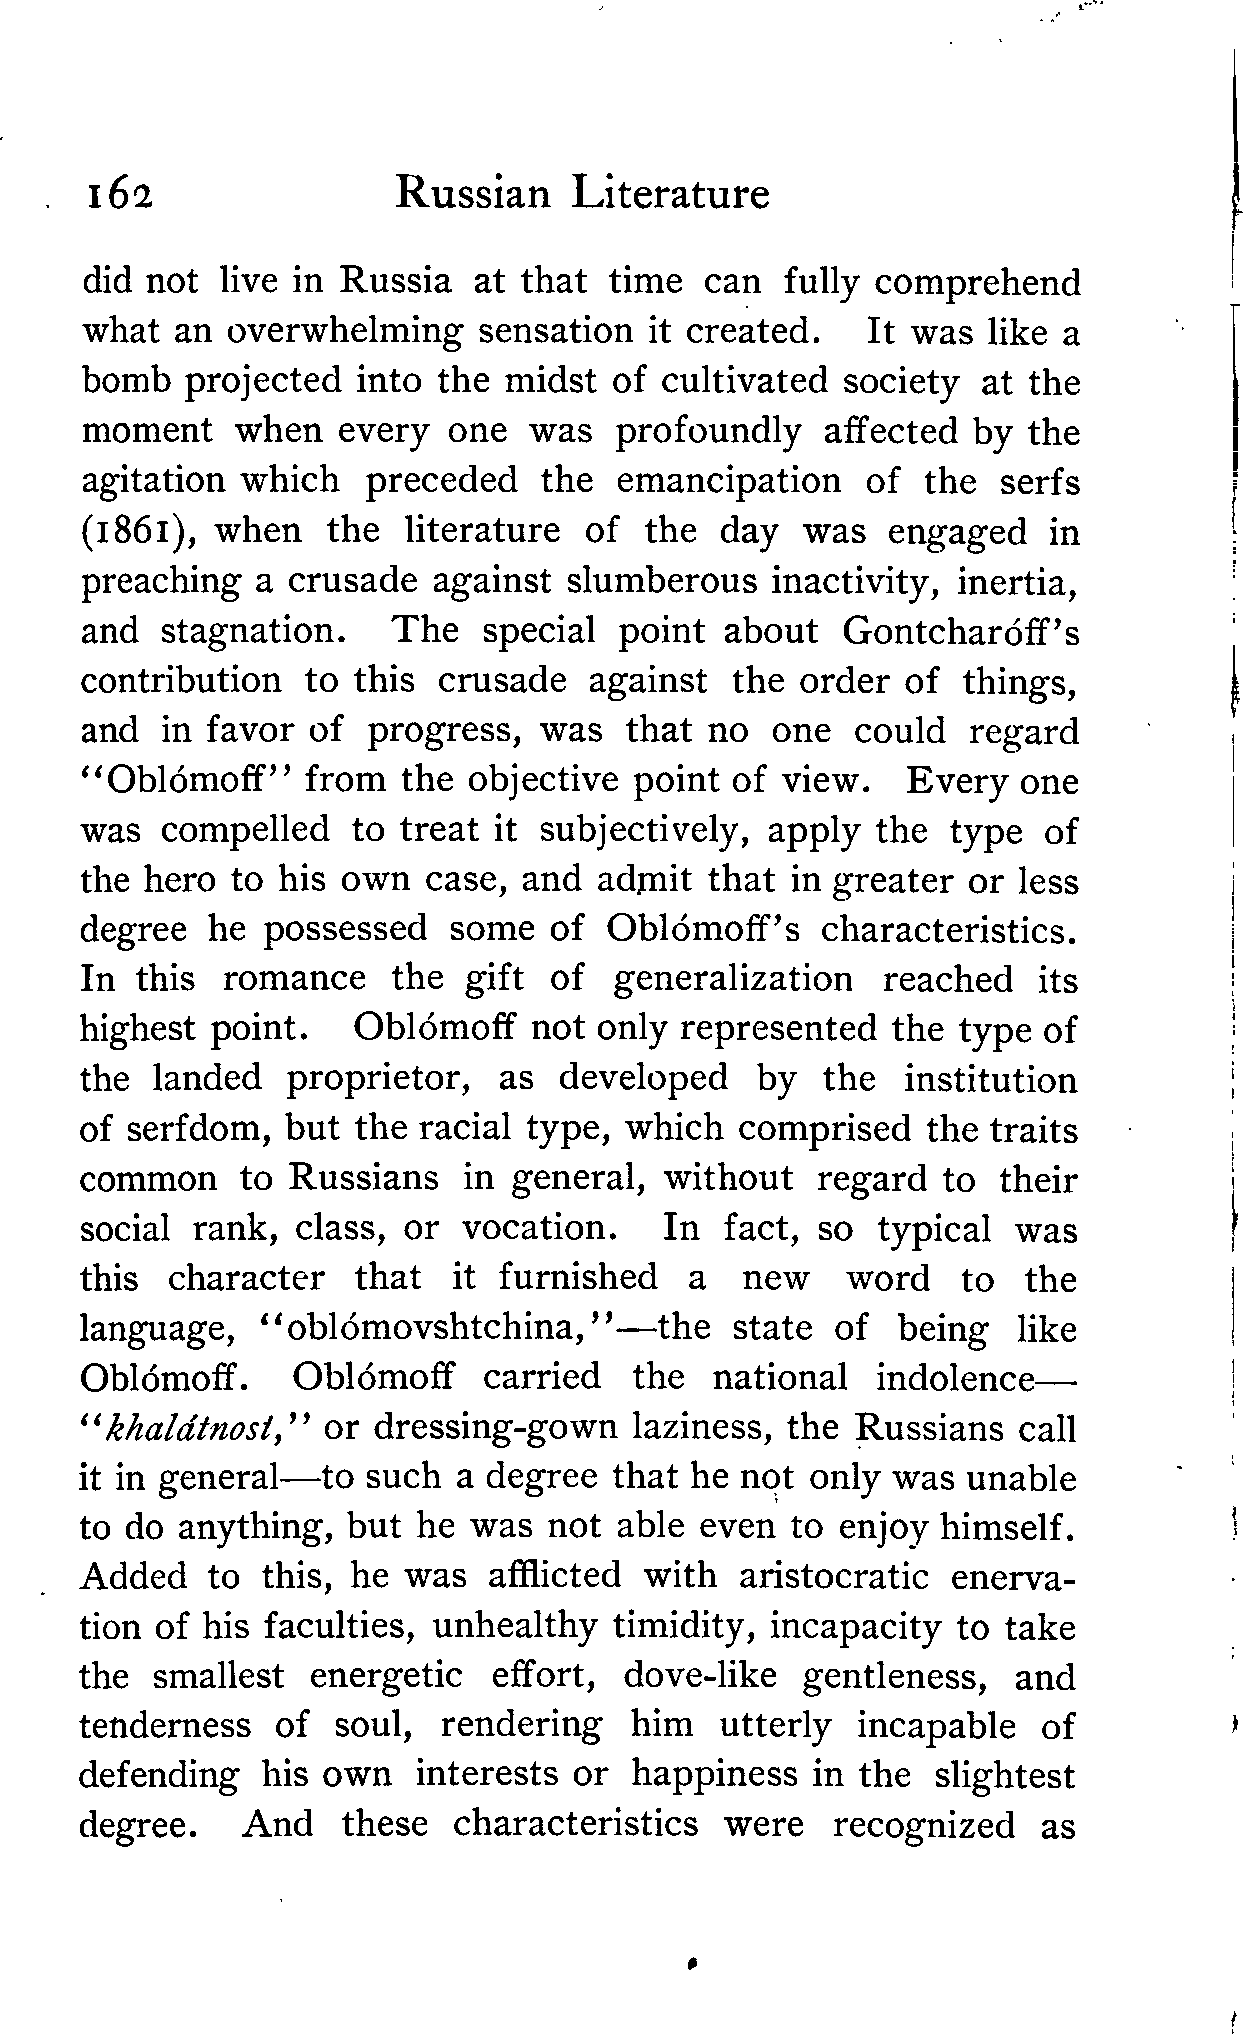 162 Russian Literature
did not live in Russia at that time can fully comprehend
what an overwhelming sensation it created. It was like a
bomb projected into the midst of cultivated society at the
moment when every one was profoundly affected by the
agitation which preceded the emancipation of the serfs
(1861), when the literature of the day was engaged in
preaching a crusade against slumberous inactivity, inertia,
and stagnation. The special point about Gontcharóff's
contribution to this crusade against the order of things,
and in favor of progress, was that no one could regard
"Oblómoff" from the objective point of view. Every one
was compelled to treat it subjectively, apply the type of
the hero to his own case, and admit that in greater or less
degree he possessed some of Oblómoff's characteristics.
In this romance the gift of generalization reached its
highest point. Oblómoff not only represented the type of
the landed proprietor, as developed by the institution
of serfdom, but the racial type, which comprised the traits
common to Russians in general, without regard to their
social rank, class, or vocation. In fact, so typical was
this character that it furnished a new word to the
language, "oblómovshtchina,"—the state of being like
Oblómoff. Oblómoff carried the national indolence—
"khalátnost," or dressing-gown laziness, the Russians call
it in general—to such a degree that he not only was unable
to do anything, but he was not able even to enjoy himself.
Added to this, he was afflicted with aristocratic enerva-
tion of his faculties, unhealthy timidity, incapacity to take
the smallest energetic effort, dove-like gentleness, and
tenderness of soul, rendering him utterly incapable of
defending his own interests or happiness in the slightest
degree. And these characteristics were recognized as